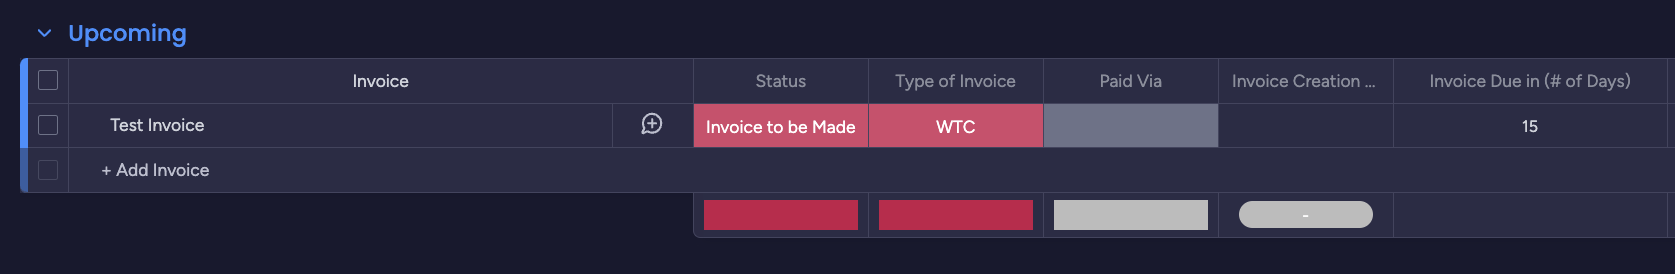 Upcoming
Invoice Status Type of Invoice Paid Via Invoice Creation ... Invoice Due in (# of Days)
Test Invoice Invoice to be Made WTC 15
+ Add Invoice
-